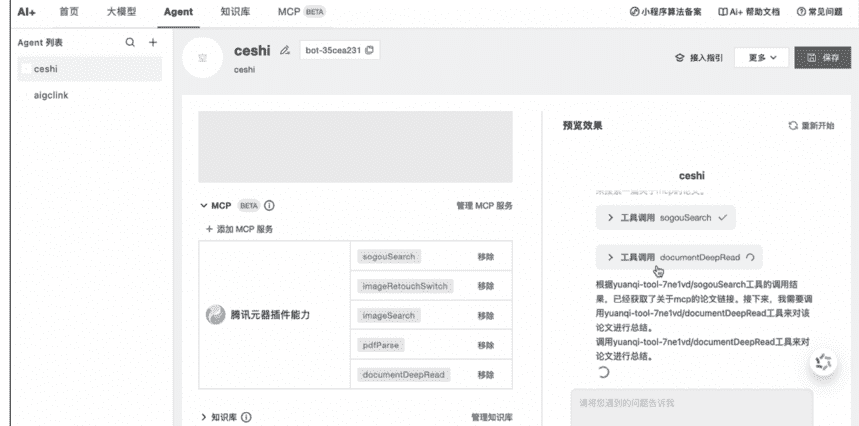 AI+ 首页 大模型 Agent 知识库 MCP BETA 小程序算法备案 AI+ 帮助文档 常见问题
Agent 列表
ceshi
aigclink
空 ceshi bot-35cea231
ceshi
接入指引 更多 保存
MCP BETA 管理 MCP 服务
+ 添加 MCP 服务
腾讯元器插件能力
sogouSearch 移除
imageRetouchSwitch 移除
imageSearch 移除
pdfParse 移除
documentDeepRead 移除
知识库 管理知识库
预览效果 重新开始
ceshi
工具调用 sogouSearch
工具调用 documentDeepRead
根据yuanqi-tool-7ne1vd/sogouSearch工具的调用结
果，已经获取了关于mcp的论文链接。接下来，我需要调
用yuanqi-tool-7ne1vd/documentDeepRead工具来对该
论文进行总结。
调用yuanqi-tool-7ne1vd/documentDeepRead工具来对
论文进行总结。
请将您遇到的问题告诉我